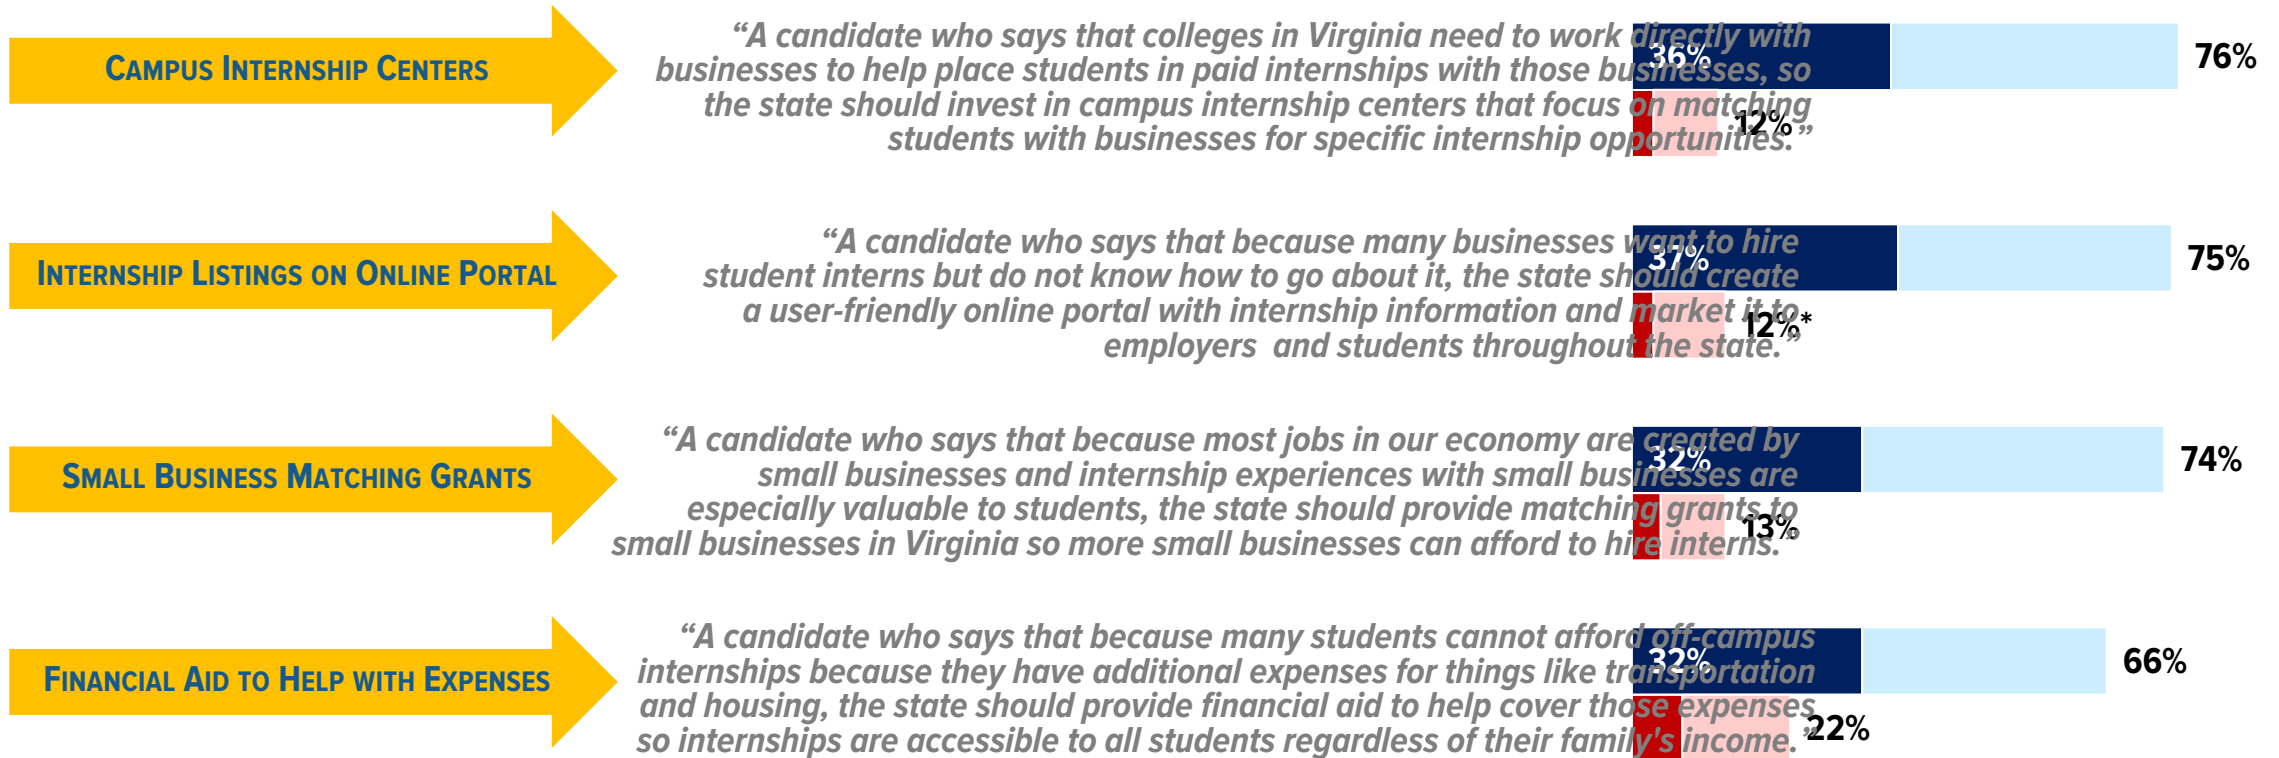 CAMPUS INTERNSHIP CENTERS
“A candidate who says that colleges in Virginia need to work directly with
businesses to help place students in paid internships with those businesses, so
the state should invest in campus internship centers that focus on matching
students with businesses for specific internship opportunities.”
36%
76%
12%
INTERNSHIP LISTINGS ON ONLINE PORTAL
“A candidate who says that because many businesses want to hire
student interns but do not know how to go about it, the state should create
a user-friendly online portal with internship information and market it to
employers  and students throughout the state.”
37%
75%
12%*
SMALL BUSINESS MATCHING GRANTS
“A candidate who says that because most jobs in our economy are created by
small businesses and internship experiences with small businesses are
especially valuable to students, the state should provide matching grants to
small businesses in Virginia so more small businesses can afford to hire interns.”
32%
74%
13%
FINANCIAL AID TO HELP WITH EXPENSES
“A candidate who says that because many students cannot afford off-campus
internships because they have additional expenses for things like transportation
and housing, the state should provide financial aid to help cover those expenses
so internships are accessible to all students regardless of their family's income.”
32%
66%
22%